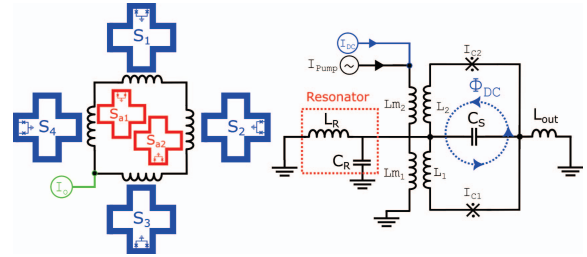 S1
S4
Sa1
Sa2
S2
S3
Io
IDC
IPump
IC2
ΦDC
Resonator
LR
CR
Lm2
L2
CS
Lout
Lm1
L1
IC1